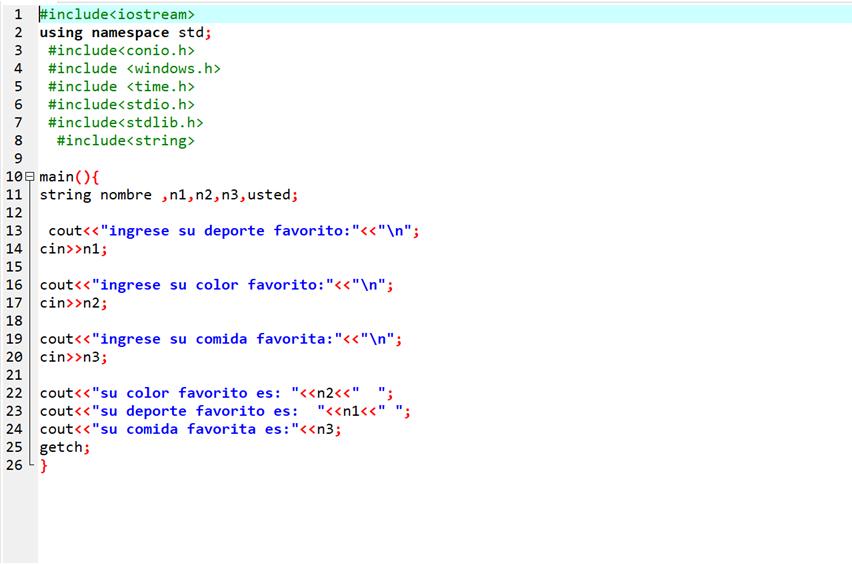 1 #include<iostream>
2 using namespace std;
3 #include<conio.h>
4 #include <windows.h>
5 #include <time.h>
6 #include<stdio.h>
7 #include<stdlib.h>
8 #include<string>
9
10 main(){
11 string nombre ,n1,n2,n3,usted;
12
13 cout<<"ingrese su deporte favorito:"<<"\n";
14 cin>>n1;
15
16 cout<<"ingrese su color favorito:"<<"\n";
17 cin>>n2;
18
19 cout<<"ingrese su comida favorita:"<<"\n";
20 cin>>n3;
21
22 cout<<"su color favorito es: "<<n2<<"  ";
23 cout<<"su deporte favorito es:  "<<n1<<" ";
24 cout<<"su comida favorita es:"<<n3;
25 getch;
26 }